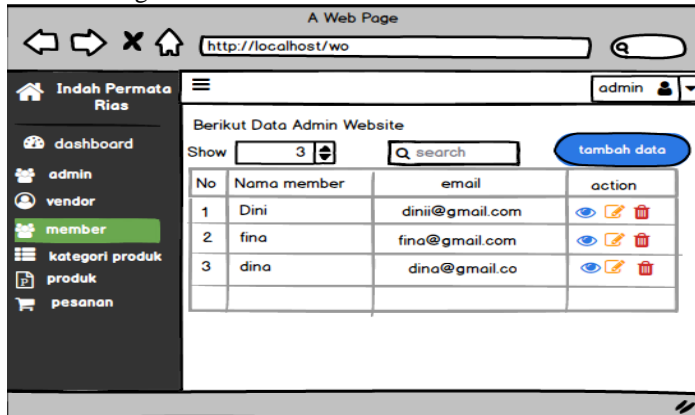 A Web Page
http://localhost/wo
Indah Permata
Rias
admin
Berikut Data Admin Website
dashboard
Show 3 search tambah data
admin
vendor
member
kategori produk
produk
pesanan
No Nama member email action
1 Dini dinii@gmail.com
2 fina fina@gmail.com
3 dina dina@gmail.co